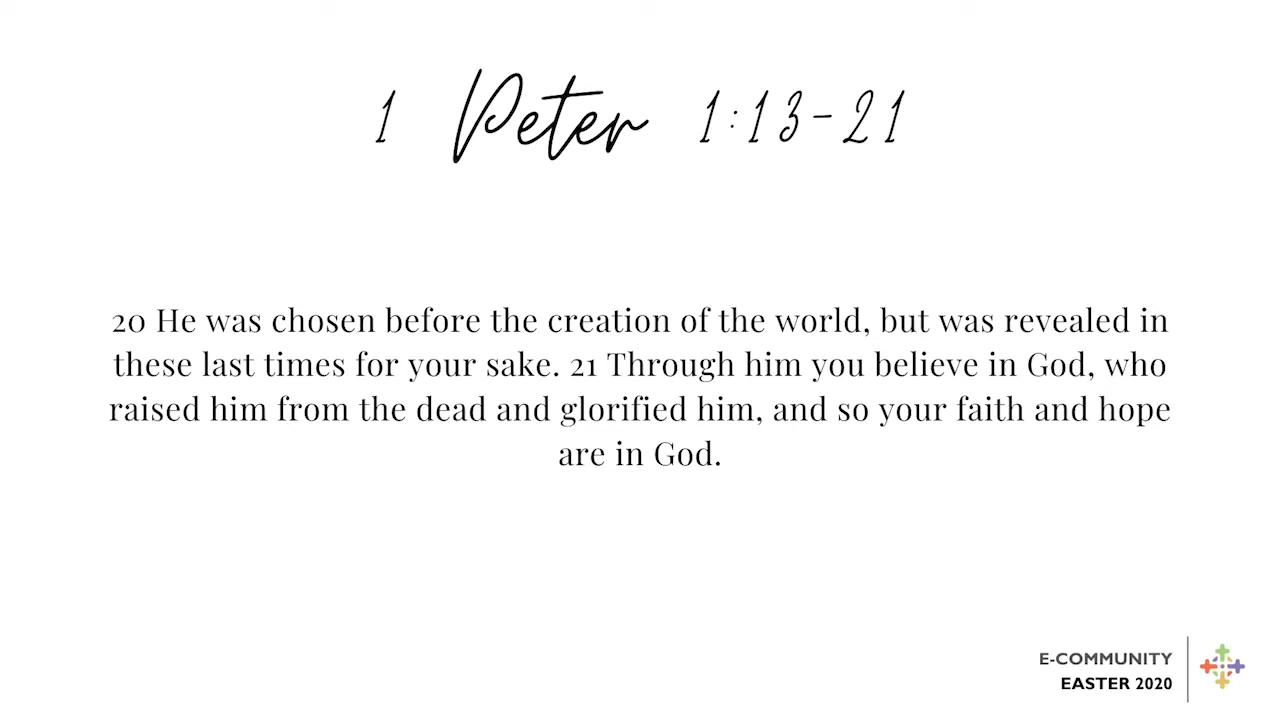 1 Peter 1:13-21
20 He was chosen before the creation of the world, but was revealed in
these last times for your sake. 21 Through him you believe in God, who
raised him from the dead and glorified him, and so your faith and hope
are in God.
E-COMMUNITY
EASTER 2020